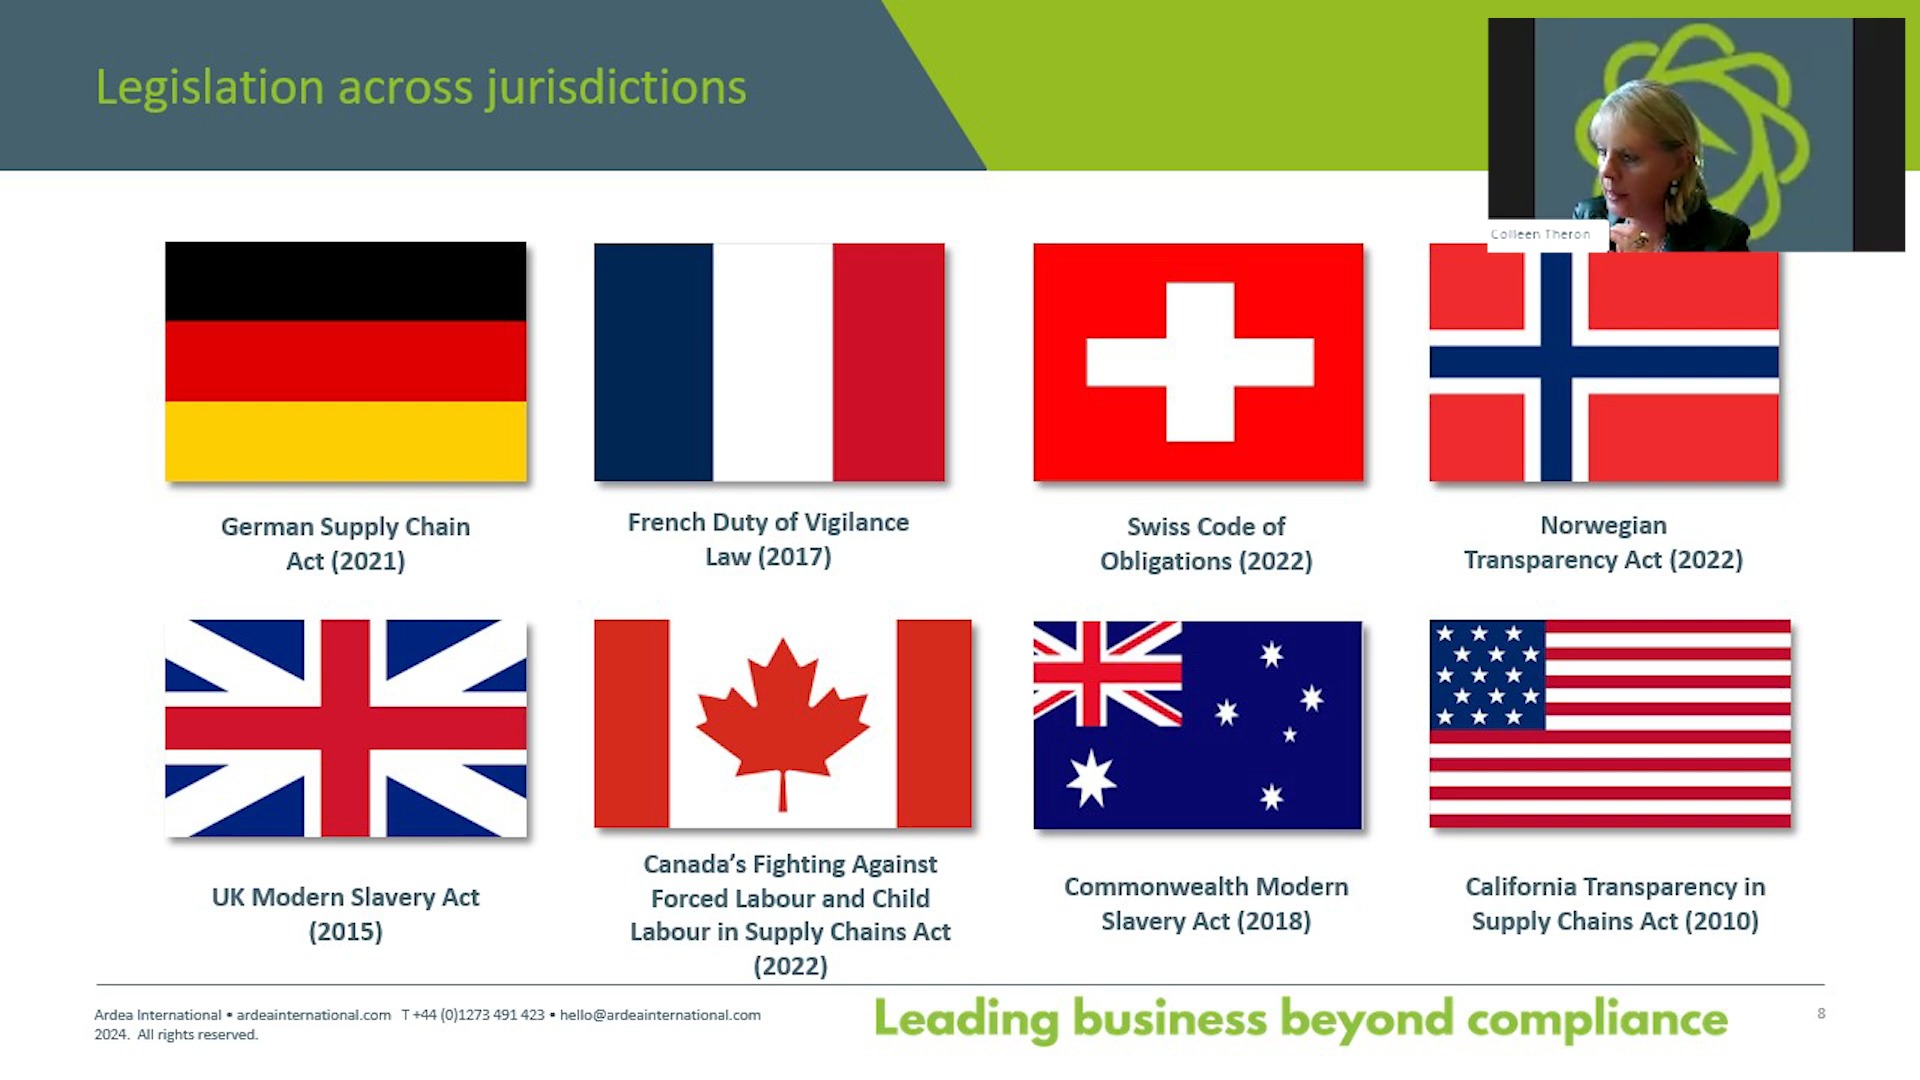 Legislation across jurisdictions
Colleen Theron
German Supply Chain
Act (2021)
French Duty of Vigilance
Law (2017)
Swiss Code of
Obligations (2022)
Norwegian
Transparency Act (2022)
UK Modern Slavery Act
(2015)
Canada’s Fighting Against
Forced Labour and Child
Labour in Supply Chains Act
(2022)
Commonwealth Modern
Slavery Act (2018)
California Transparency in
Supply Chains Act (2010)
Ardea International • ardeainternational.com T +44 (0)1273 491 423 • hello@ardeainternational.com
2024. All rights reserved.
Leading business beyond compliance
8